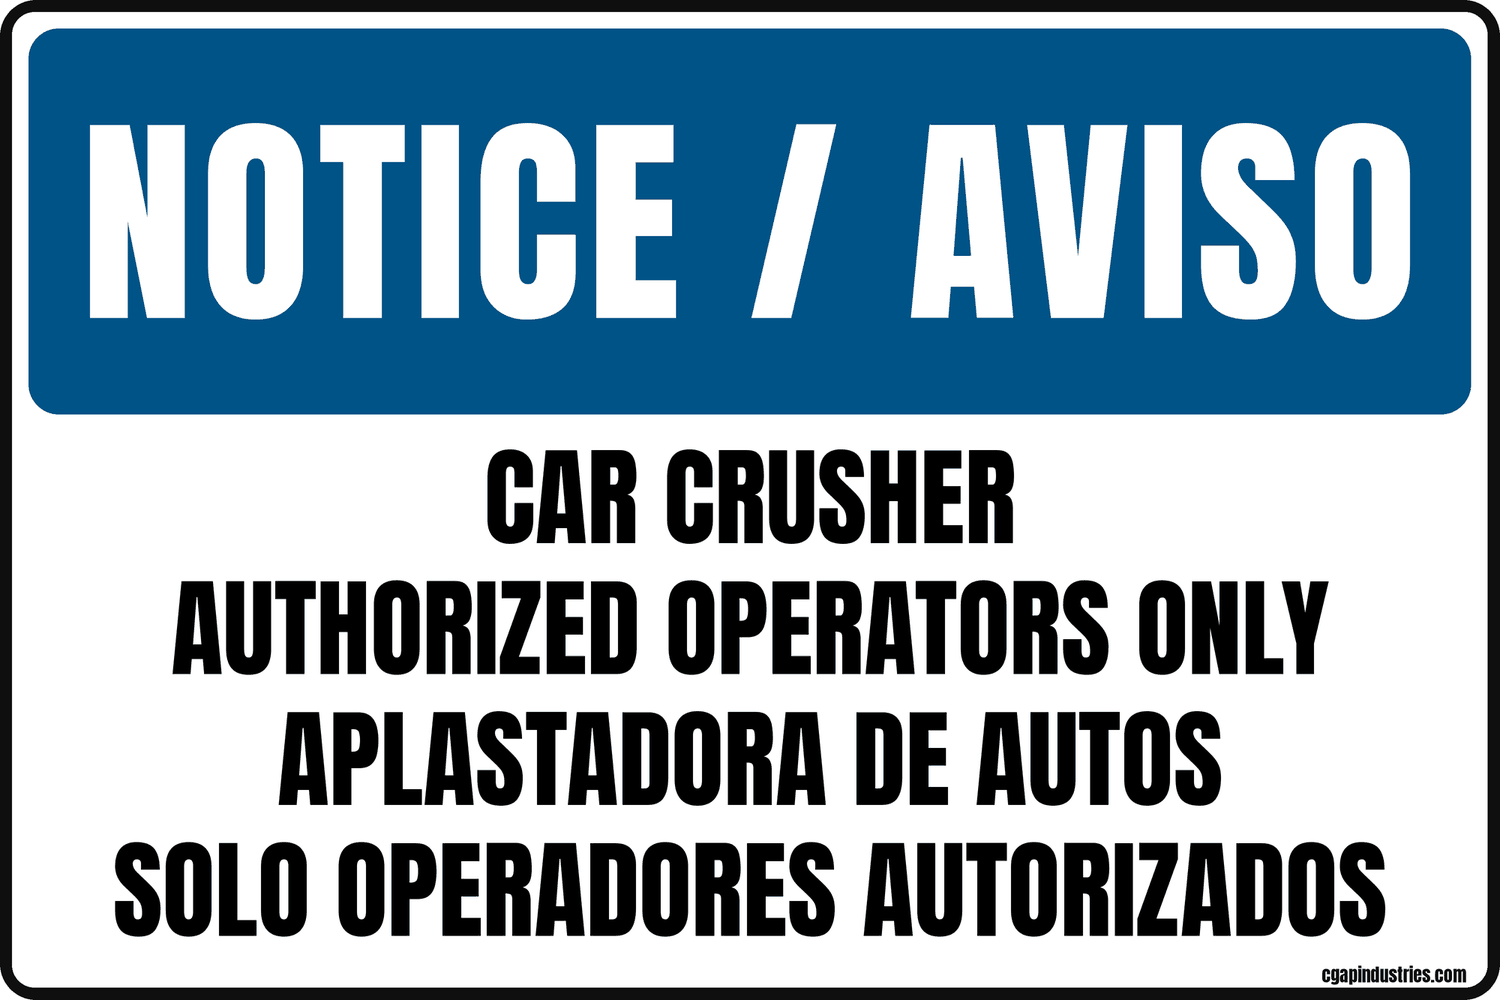 NOTICE / AVISO
CAR CRUSHER
AUTHORIZED OPERATORS ONLY
APLASTADORA DE AUTOS
SOLO OPERADORES AUTORIZADOS
cgapindustries.com